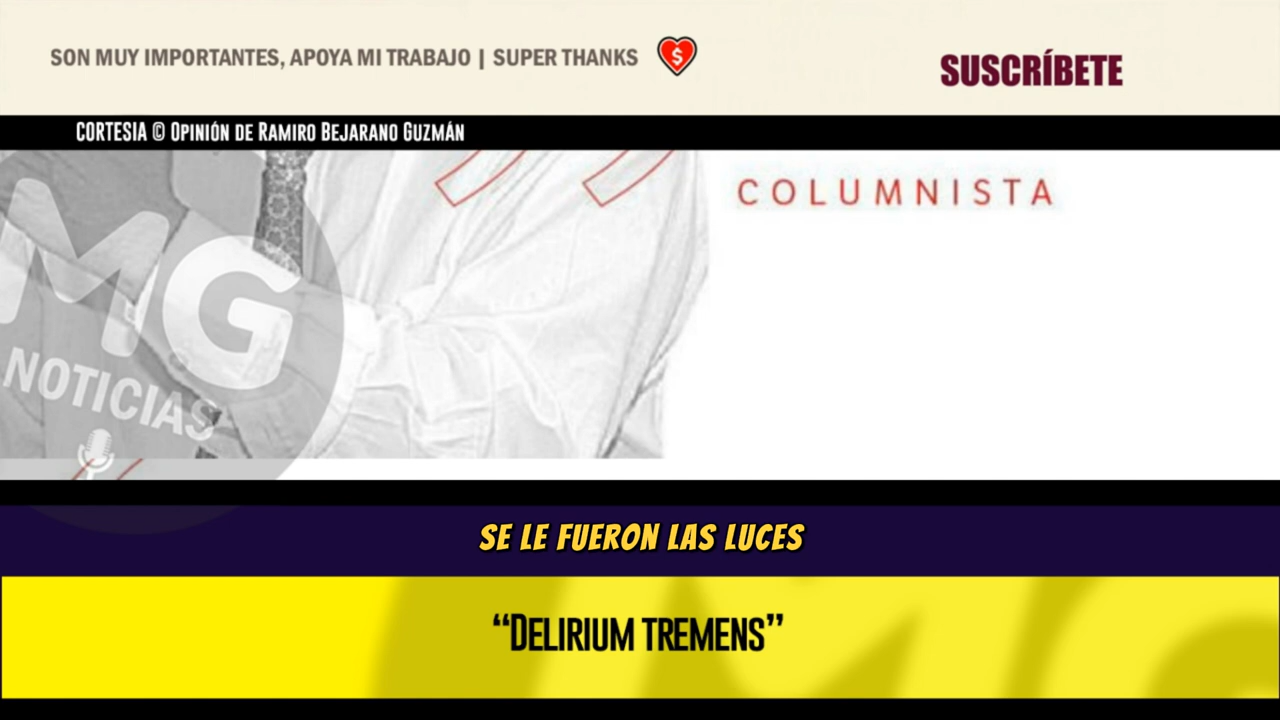 SON MUY IMPORTANTES, APOYA MI TRABAJO | SUPER THANKS
$
SUSCRÍBETE
CORTESIA © OPINIÓN DE RAMIRO BEJARANO GUZMÁN
COLUMNISTA
MG
NOTICIAS
SE LE FUERON LAS LUCES
“DELIRIUM TREMENS”